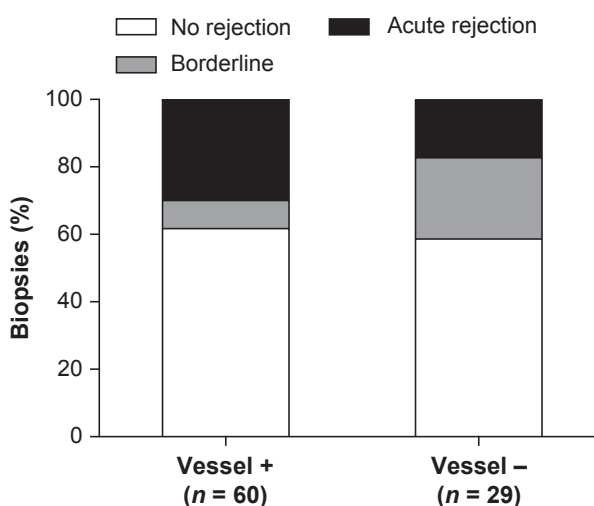 No rejection
Acute rejection
Borderline
Biopsies (%)
100
80
60
40
20
0
Vessel +
(n = 60)
Vessel –
(n = 29)